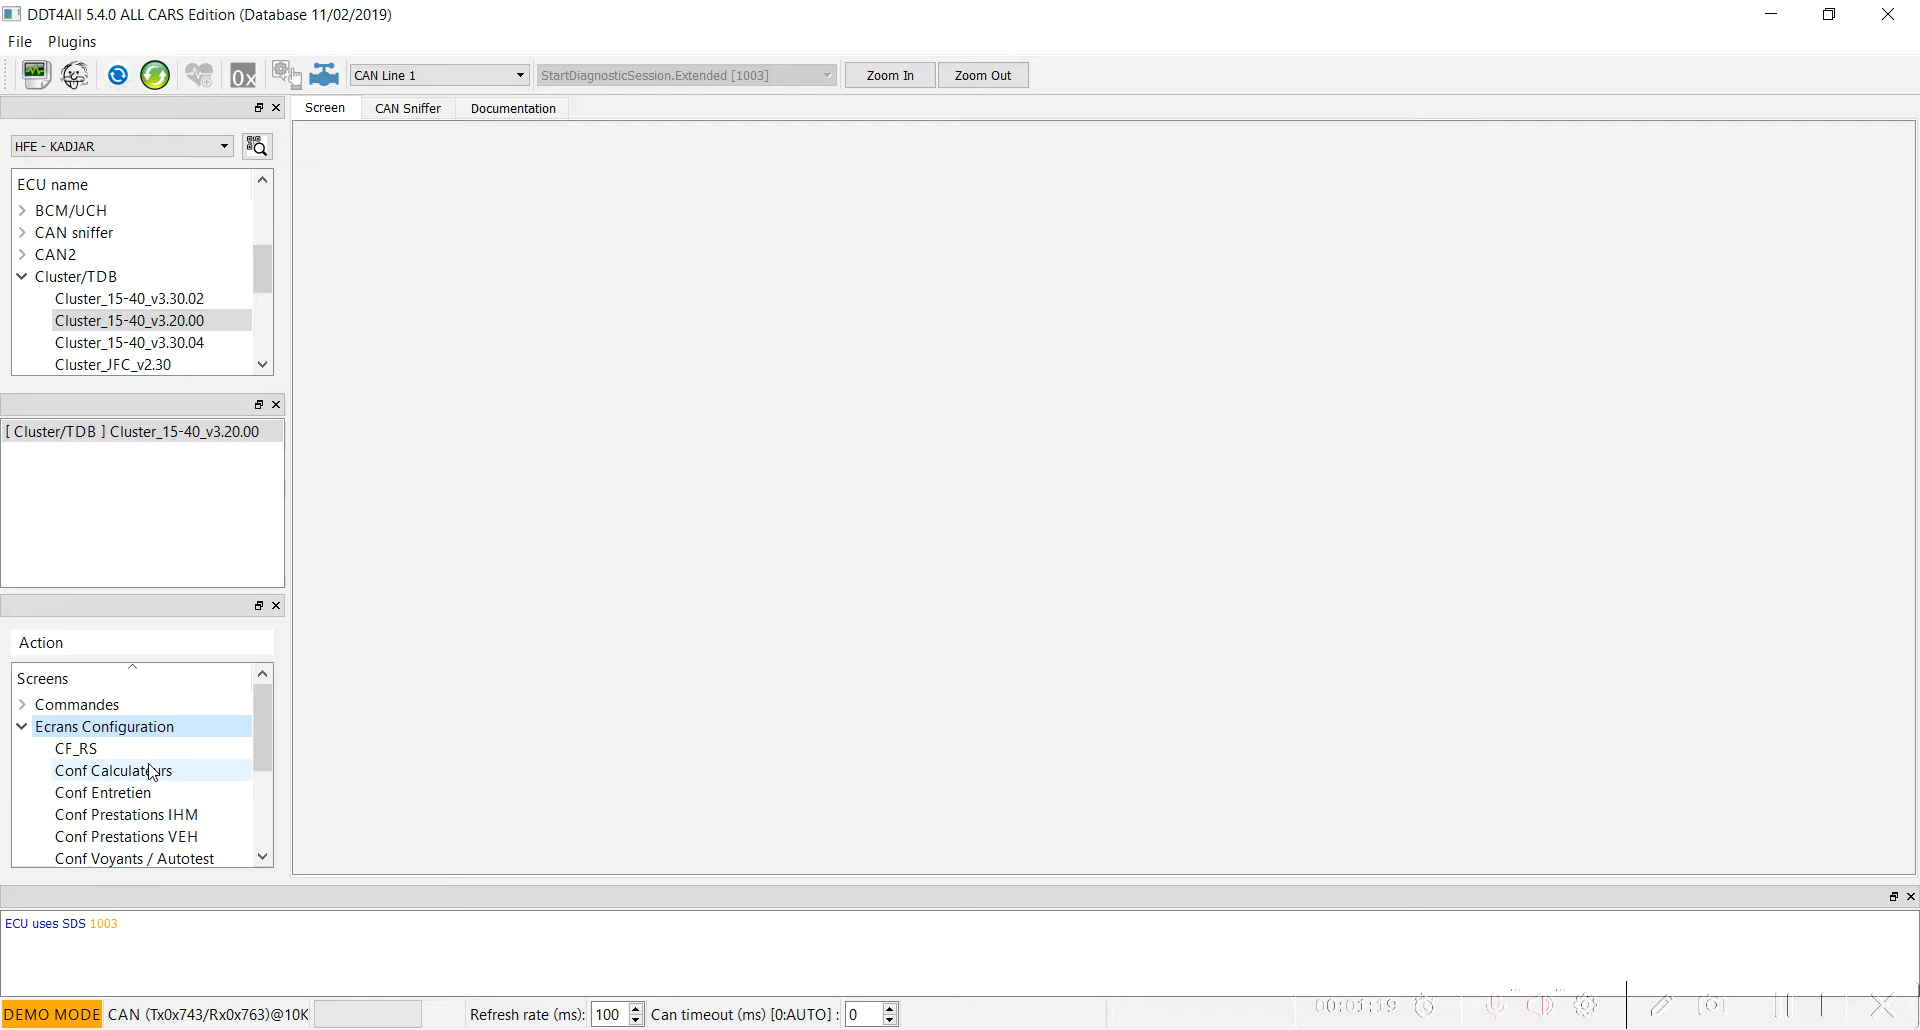 DDT4All 5.4.0 ALL CARS Edition (Database 11/02/2019)
File Plugins
0x CAN Line 1 StartDiagnosticSession.Extended [1003] Zoom In Zoom Out
Screen CAN Sniffer Documentation
HFE - KADJAR
ECU name
BCM/UCH
CAN sniffer
CAN2
Cluster/TDB
Cluster_15-40_v3.30.02
Cluster_15-40_v3.20.00
Cluster_15-40_v3.30.04
Cluster_JFC_v2.30
[ Cluster/TDB ] Cluster_15-40_v3.20.00
Action
Screens
Commandes
Ecrans Configuration
CF_RS
Conf Calculateurs
Conf Entretien
Conf Prestations IHM
Conf Prestations VEH
Conf Voyants / Autotest
ECU uses SDS 1003
DEMO MODE CAN (Tx0x743/Rx0x763)@10K Refresh rate (ms): 100 Can timeout (ms) [0:AUTO] : 0 00:01:19